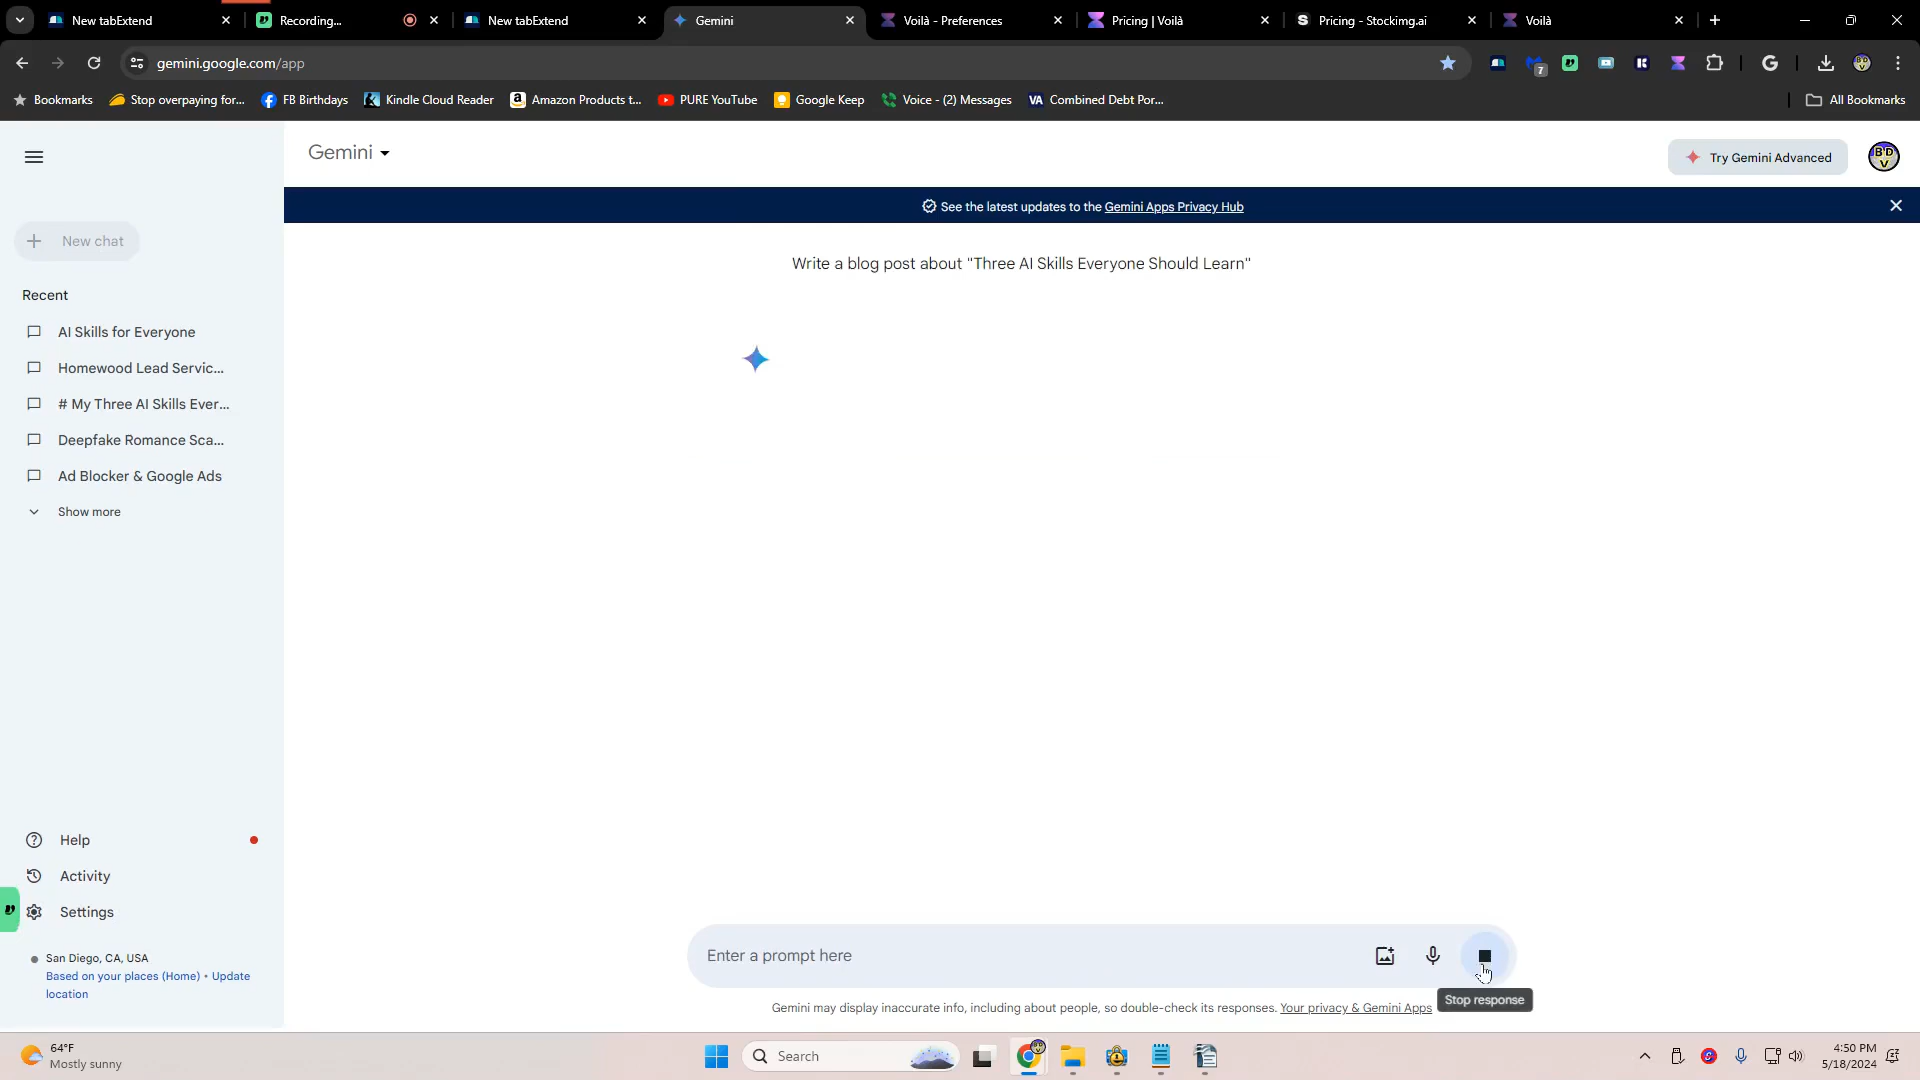 New tabExtend
Recording...
New tabExtend
Gemini
Voilà - Preferences
Pricing | Voilà
Pricing - Stockimg.ai
Voilà
gemini.google.com/app
7
Bookmarks
Stop overpaying for...
FB Birthdays
Kindle Cloud Reader
Amazon Products t...
PURE YouTube
Google Keep
Voice - (2) Messages
VA Combined Debt Por...
All Bookmarks
Gemini
Try Gemini Advanced
BD
V
See the latest updates to the Gemini Apps Privacy Hub
New chat
Write a blog post about "Three AI Skills Everyone Should Learn"
Recent
AI Skills for Everyone
Homewood Lead Servic...
# My Three AI Skills Ever...
Deepfake Romance Sca...
Ad Blocker & Google Ads
Show more
Help
Activity
Settings
San Diego, CA, USA
Based on your places (Home) • Update
location
Enter a prompt here
Gemini may display inaccurate info, including about people, so double-check its responses. Your privacy & Gemini Apps
Stop response
64°F
Mostly sunny
Search
4:50 PM
5/18/2024